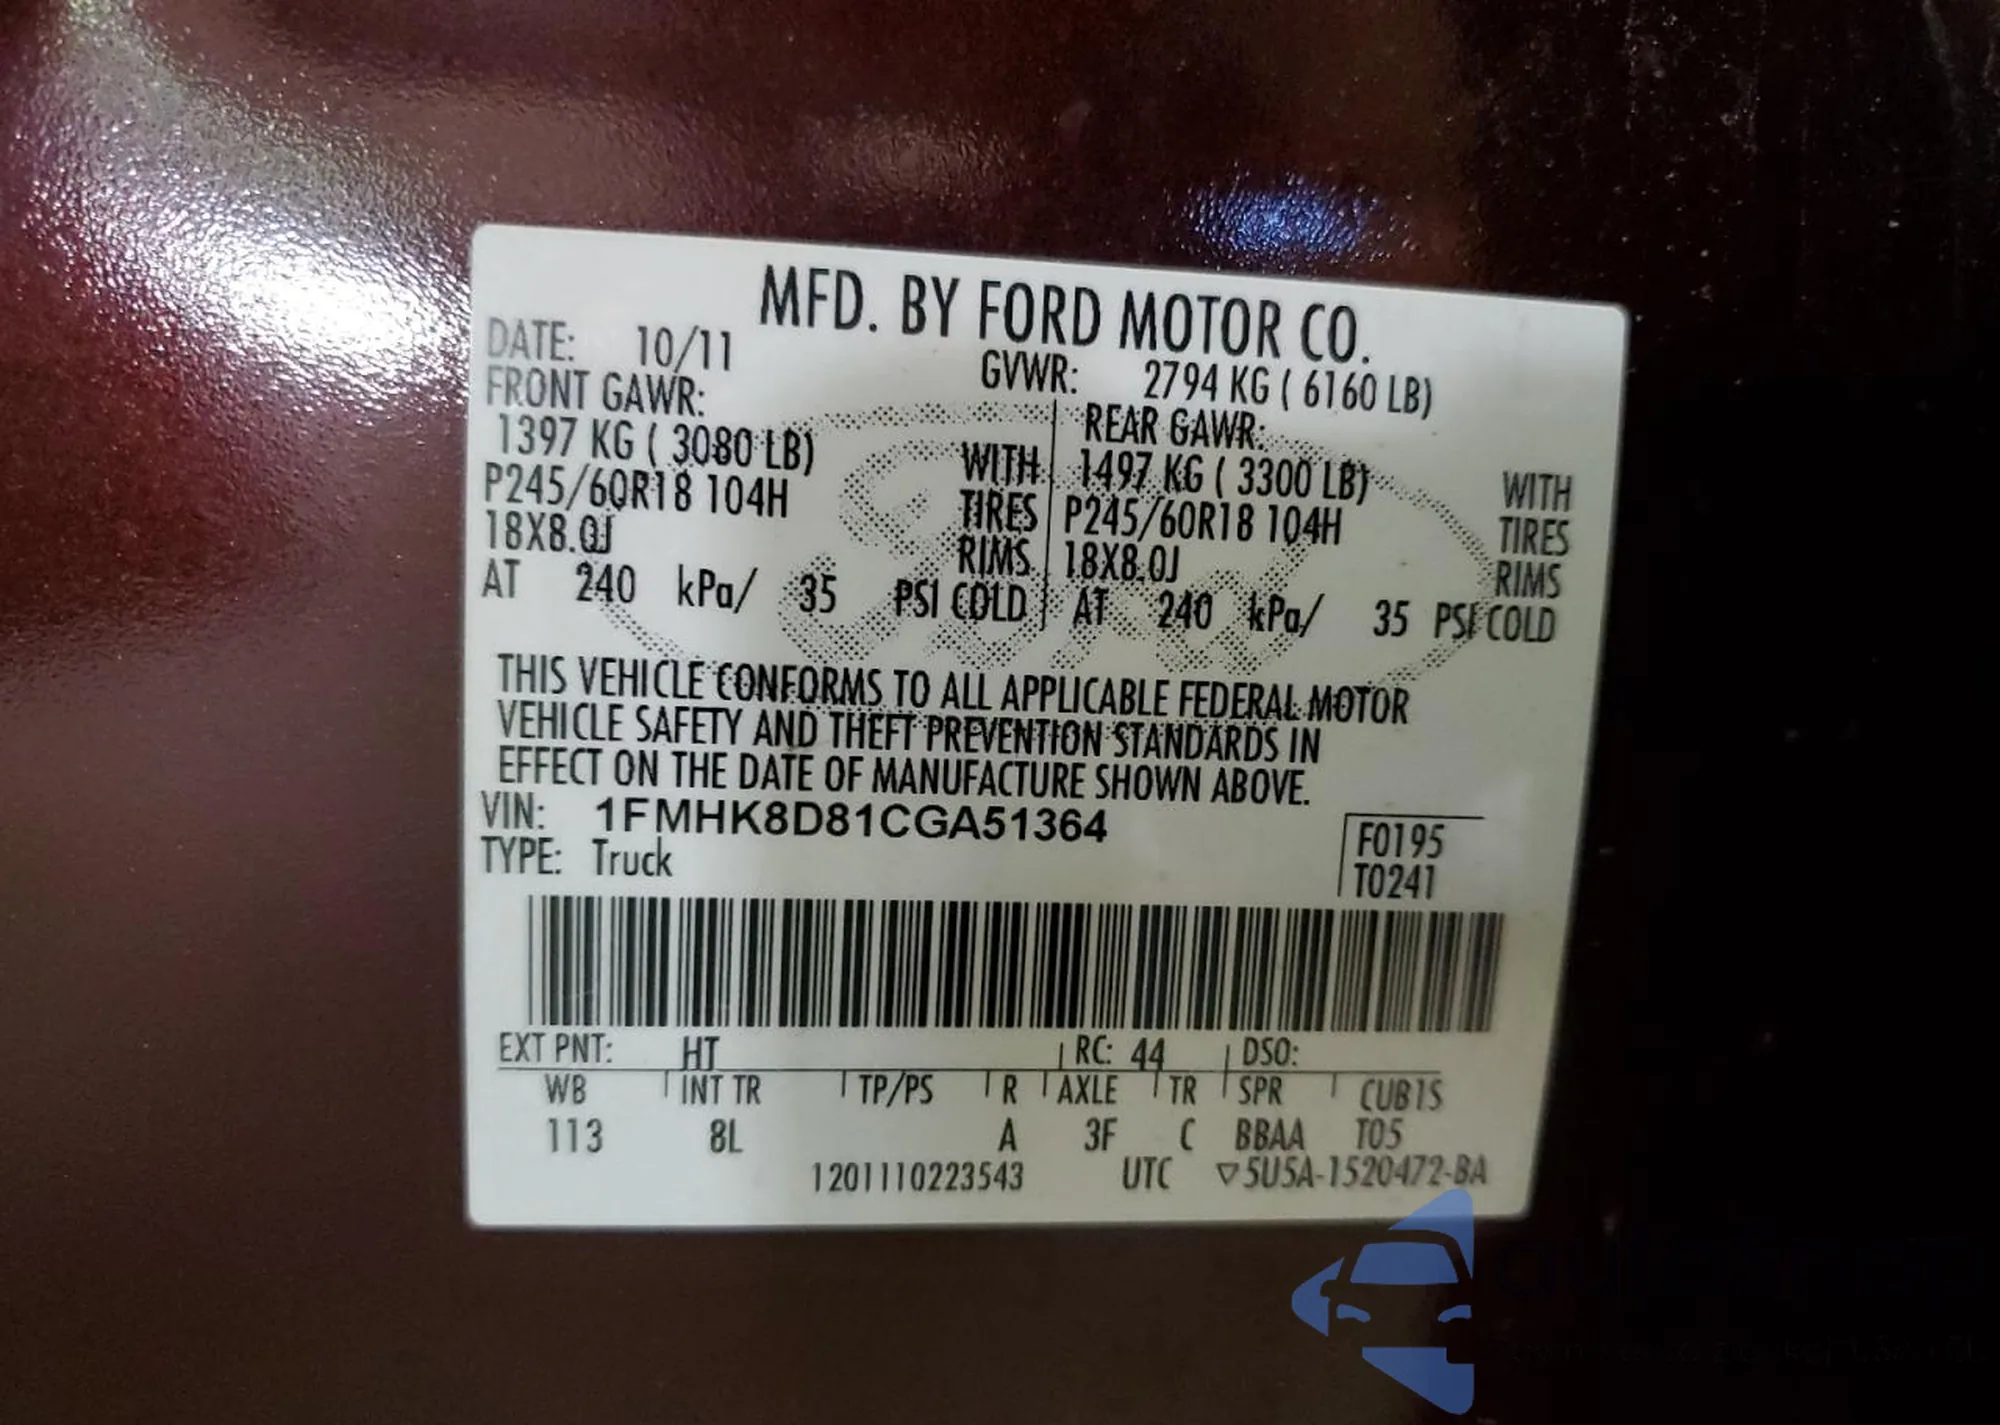 MFD. BY FORD MOTOR CO.
DATE: 10/11
GVWR: 2794 KG ( 6160 LB)
FRONT GAWR:
1397 KG ( 3080 LB) WITH
P245/60R18 104H TIRES
18X8.0J RIMS
AT 240 kPa/ 35 PSI COLD
REAR GAWR:
1497 KG ( 3300 LB) WITH
P245/60R18 104H TIRES
18X8.0J RIMS
AT 240 kPa/ 35 PSI COLD
THIS VEHICLE CONFORMS TO ALL APPLICABLE FEDERAL MOTOR
VEHICLE SAFETY AND THEFT PREVENTION STANDARDS IN
EFFECT ON THE DATE OF MANUFACTURE SHOWN ABOVE.
VIN: 1FMHK8D81CGA51364
TYPE: Truck
F0195
T0241
EXT PNT: HT RC: 44 DSO:
WB INT TR TP/PS R AXLE TR SPR CUB1S
113 8L A 3F C BBAA T05
1201110223543 UTC ▽5U5A-1520472-BA